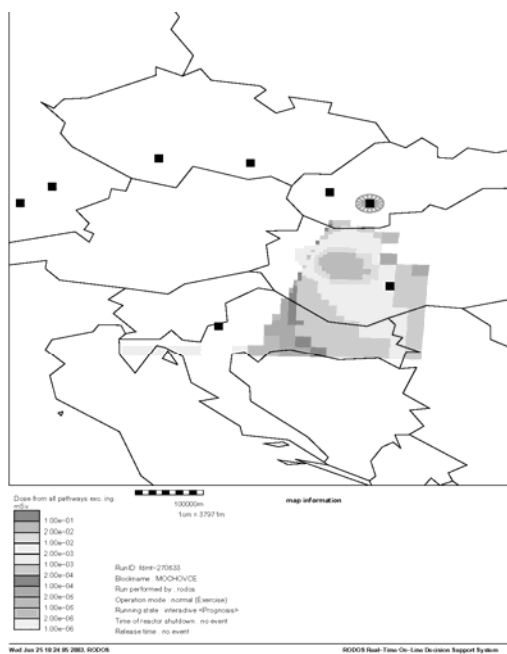 Dose from all pathways exc. ing
mSv
1.00e-01
2.00e-02
1.00e-02
2.00e-03
1.00e-03
2.00e-04
1.00e-04
2.00e-05
1.00e-05
2.00e-06
1.00e-06
100000m
1cm = 37971m
map information
Blockname : MOCHOVCE
Run performed by : rodos
Operation mode : normal (Exercise)
Running state : interactive <Prognosis>
Time of reactor shutdown : no event
Release time : no event
Wed Jun 25 10:24:05 2003, RODOS
RODOS Real-Time On-Line Decision Support System